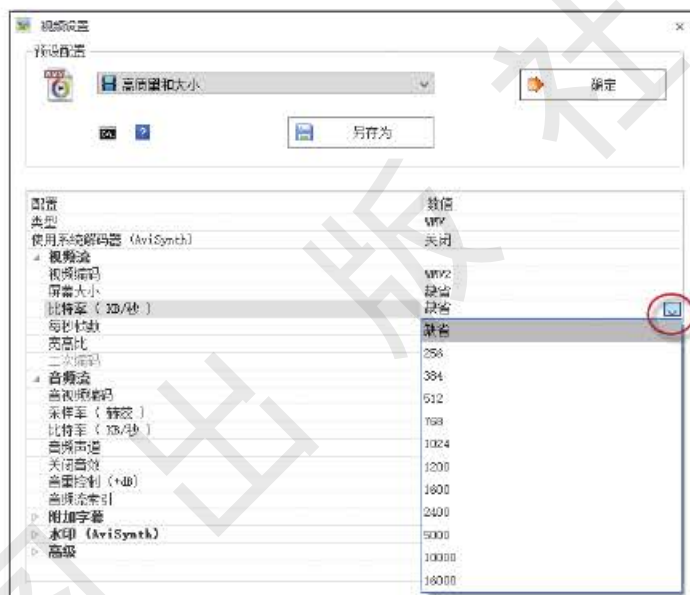 视频设置
预设配置
高质量和大小
确定
另存为
配置 数值
类型 WMV
使用系统解码器 (AviSynth) 关闭
视频流
视频编码 WMV2
屏幕大小 缺省
比特率 ( KB/秒 ) 缺省
每秒帧数
宽高比
二次编码
音频流
音视频编码
采样率 ( 赫兹 )
比特率 ( KB/秒 )
音频声道
关闭音效
音量控制 (+dB)
音频流索引
附加字幕
水印 (AviSynth)
高级
缺省
256
384
512
768
1024
1200
1600
2400
5000
10000
16000
出版社